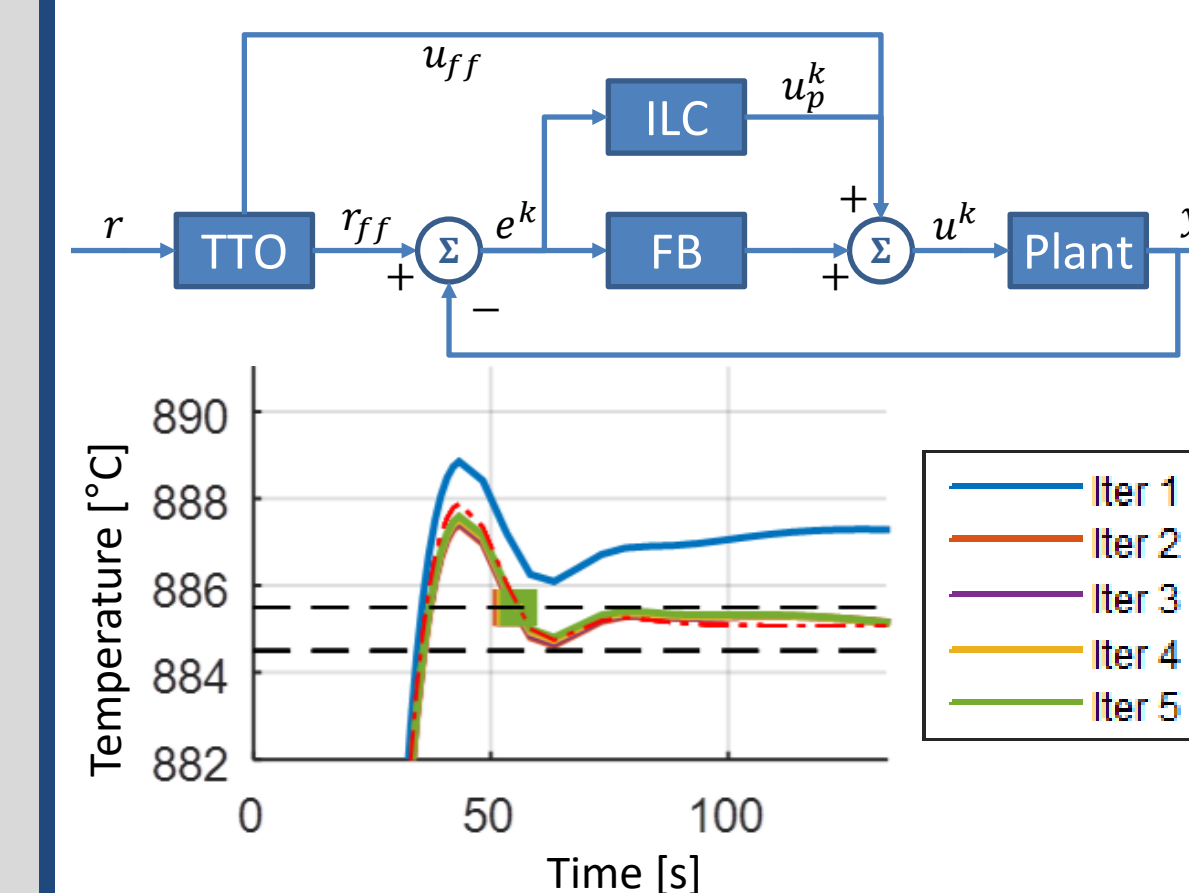 u_ff
ILC
u_p^k
r
TTO
r_ff
+
Σ
−
e^k
FB
+
+
Σ
u^k
Plant
Temperature [°C]
890
888
886
884
882
0 50 100
Time [s]
Iter 1
Iter 2
Iter 3
Iter 4
Iter 5